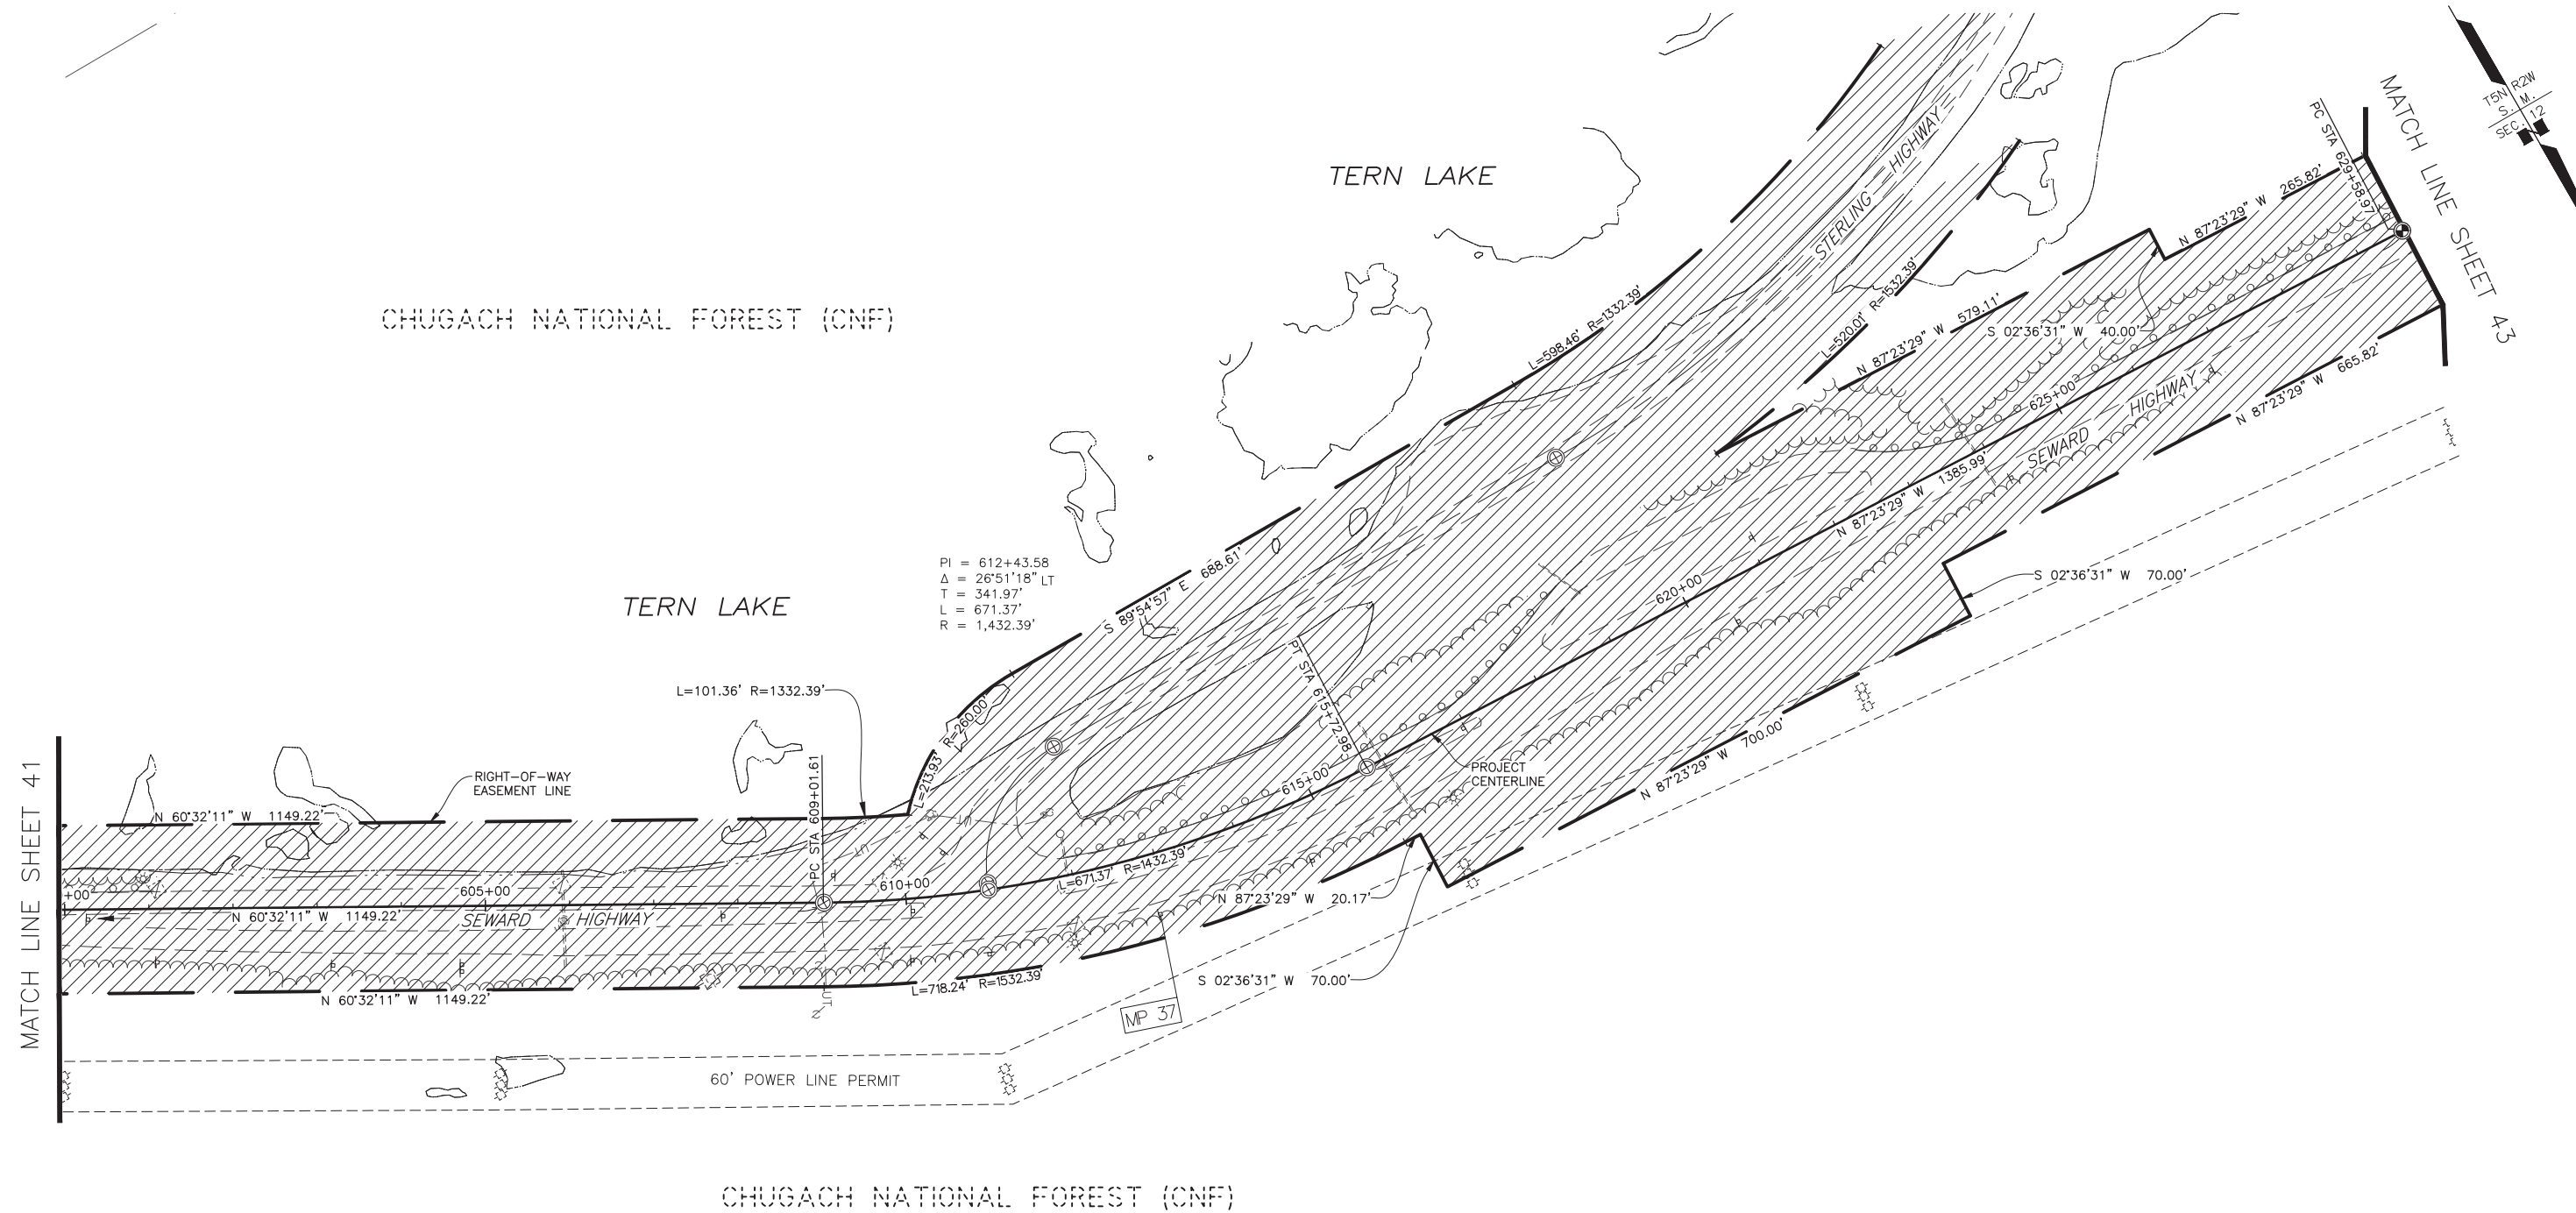 T5N R2W
S. M.
SEC. 12
N
MATCH LINE SHEET 43
PC STA 629+58.97
N 87°23'29" W 265.82'
STERLING HIGHWAY
TERN LAKE
CHUGACH NATIONAL FOREST (CNF)
L=598.46' R=1332.39'
L=520.01' R=1532.39'
N 87°23'29" W 579.11'
S 02°36'31" W 40.00'
625+00
SEWARD HIGHWAY
N 87°23'29" W 665.82'
N 87°23'29" W 1385.99'
PI = 612+43.58
Δ = 26°51'18" LT
T = 341.97'
L = 671.37'
R = 1,432.39'
S 89°54'57" E 688.61'
620+00
S 02°36'31" W 70.00'
TERN LAKE
PT STA 615+72.98
L=101.36' R=1332.39'
L=213.93' R=260.00'
N 87°23'29" W 700.00'
PROJECT
CENTERLINE
615+00
MATCH LINE SHEET 41
RIGHT-OF-WAY
EASEMENT LINE
N 60°32'11" W 1149.22'
PC STA 609+01.61
UT
UT
L=671.37' R=1432.39'
+00
605+00
610+00
N 60°32'11" W 1149.22'
SEWARD HIGHWAY
N 87°23'29" W 20.17'
N 60°32'11" W 1149.22'
L=718.24' R=1532.39'
S 02°36'31" W 70.00'
UT
MP 37
60' POWER LINE PERMIT
CHUGACH NATIONAL FOREST (CNF)